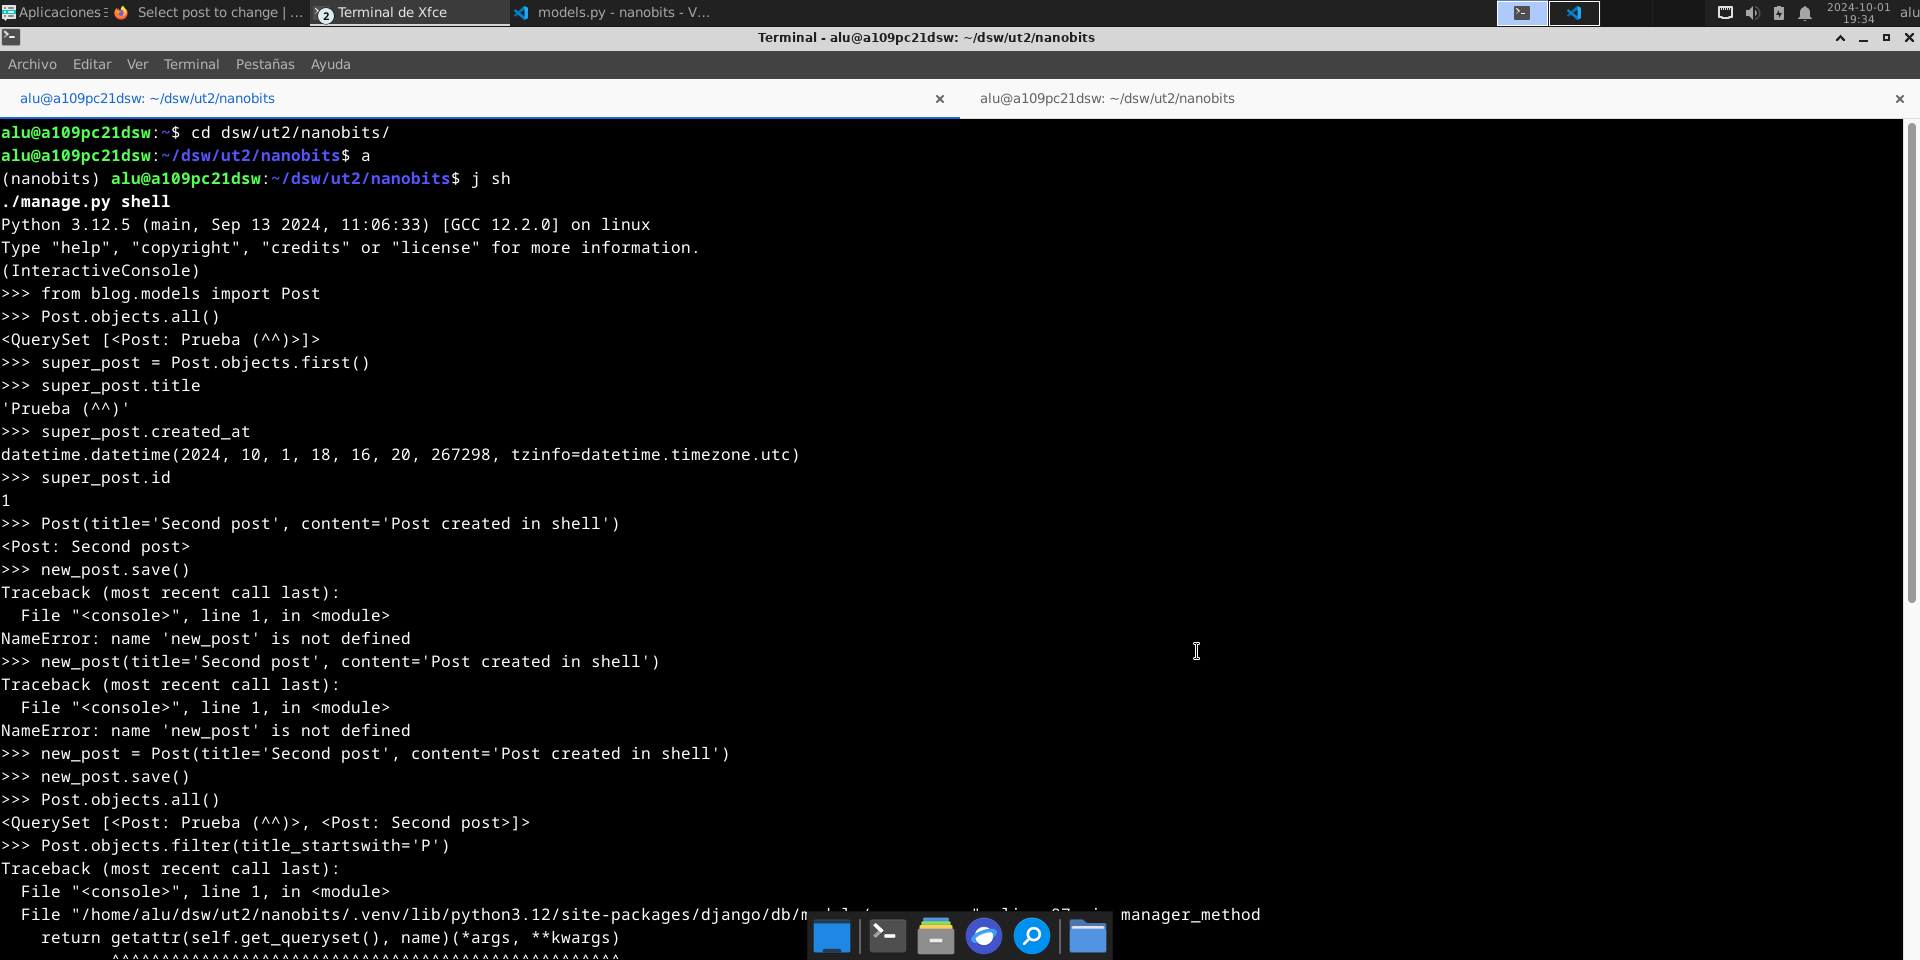 Aplicaciones
Select post to change | ...
2
Terminal de Xfce
models.py - nanobits - V...
2024-10-01
19:34
alu
Terminal - alu@a109pc21dsw: ~/dsw/ut2/nanobits
Archivo Editar Ver Terminal Pestañas Ayuda
alu@a109pc21dsw: ~/dsw/ut2/nanobits
alu@a109pc21dsw: ~/dsw/ut2/nanobits
alu@a109pc21dsw:~$ cd dsw/ut2/nanobits/
alu@a109pc21dsw:~/dsw/ut2/nanobits$ a
(nanobits) alu@a109pc21dsw:~/dsw/ut2/nanobits$ j sh
./manage.py shell
Python 3.12.5 (main, Sep 13 2024, 11:06:33) [GCC 12.2.0] on linux
Type "help", "copyright", "credits" or "license" for more information.
(InteractiveConsole)
>>> from blog.models import Post
>>> Post.objects.all()
<QuerySet [<Post: Prueba (^^)>]>
>>> super_post = Post.objects.first()
>>> super_post.title
'Prueba (^^)'
>>> super_post.created_at
datetime.datetime(2024, 10, 1, 18, 16, 20, 267298, tzinfo=datetime.timezone.utc)
>>> super_post.id
1
>>> Post(title='Second post', content='Post created in shell')
<Post: Second post>
>>> new_post.save()
Traceback (most recent call last):
  File "<console>", line 1, in <module>
NameError: name 'new_post' is not defined
>>> new_post(title='Second post', content='Post created in shell')
Traceback (most recent call last):
  File "<console>", line 1, in <module>
NameError: name 'new_post' is not defined
>>> new_post = Post(title='Second post', content='Post created in shell')
>>> new_post.save()
>>> Post.objects.all()
<QuerySet [<Post: Prueba (^^)>, <Post: Second post>]>
>>> Post.objects.filter(title_startswith='P')
Traceback (most recent call last):
  File "<console>", line 1, in <module>
  File "/home/alu/dsw/ut2/nanobits/.venv/lib/python3.12/site-packages/django/db/ manager_method
    return getattr(self.get_queryset(), name)(*args, **kwargs)
           ^^^^^^^^^^^^^^^^^^^^^^^^^^^^^^^^^^^^^^^^^^^^^^^^^^^